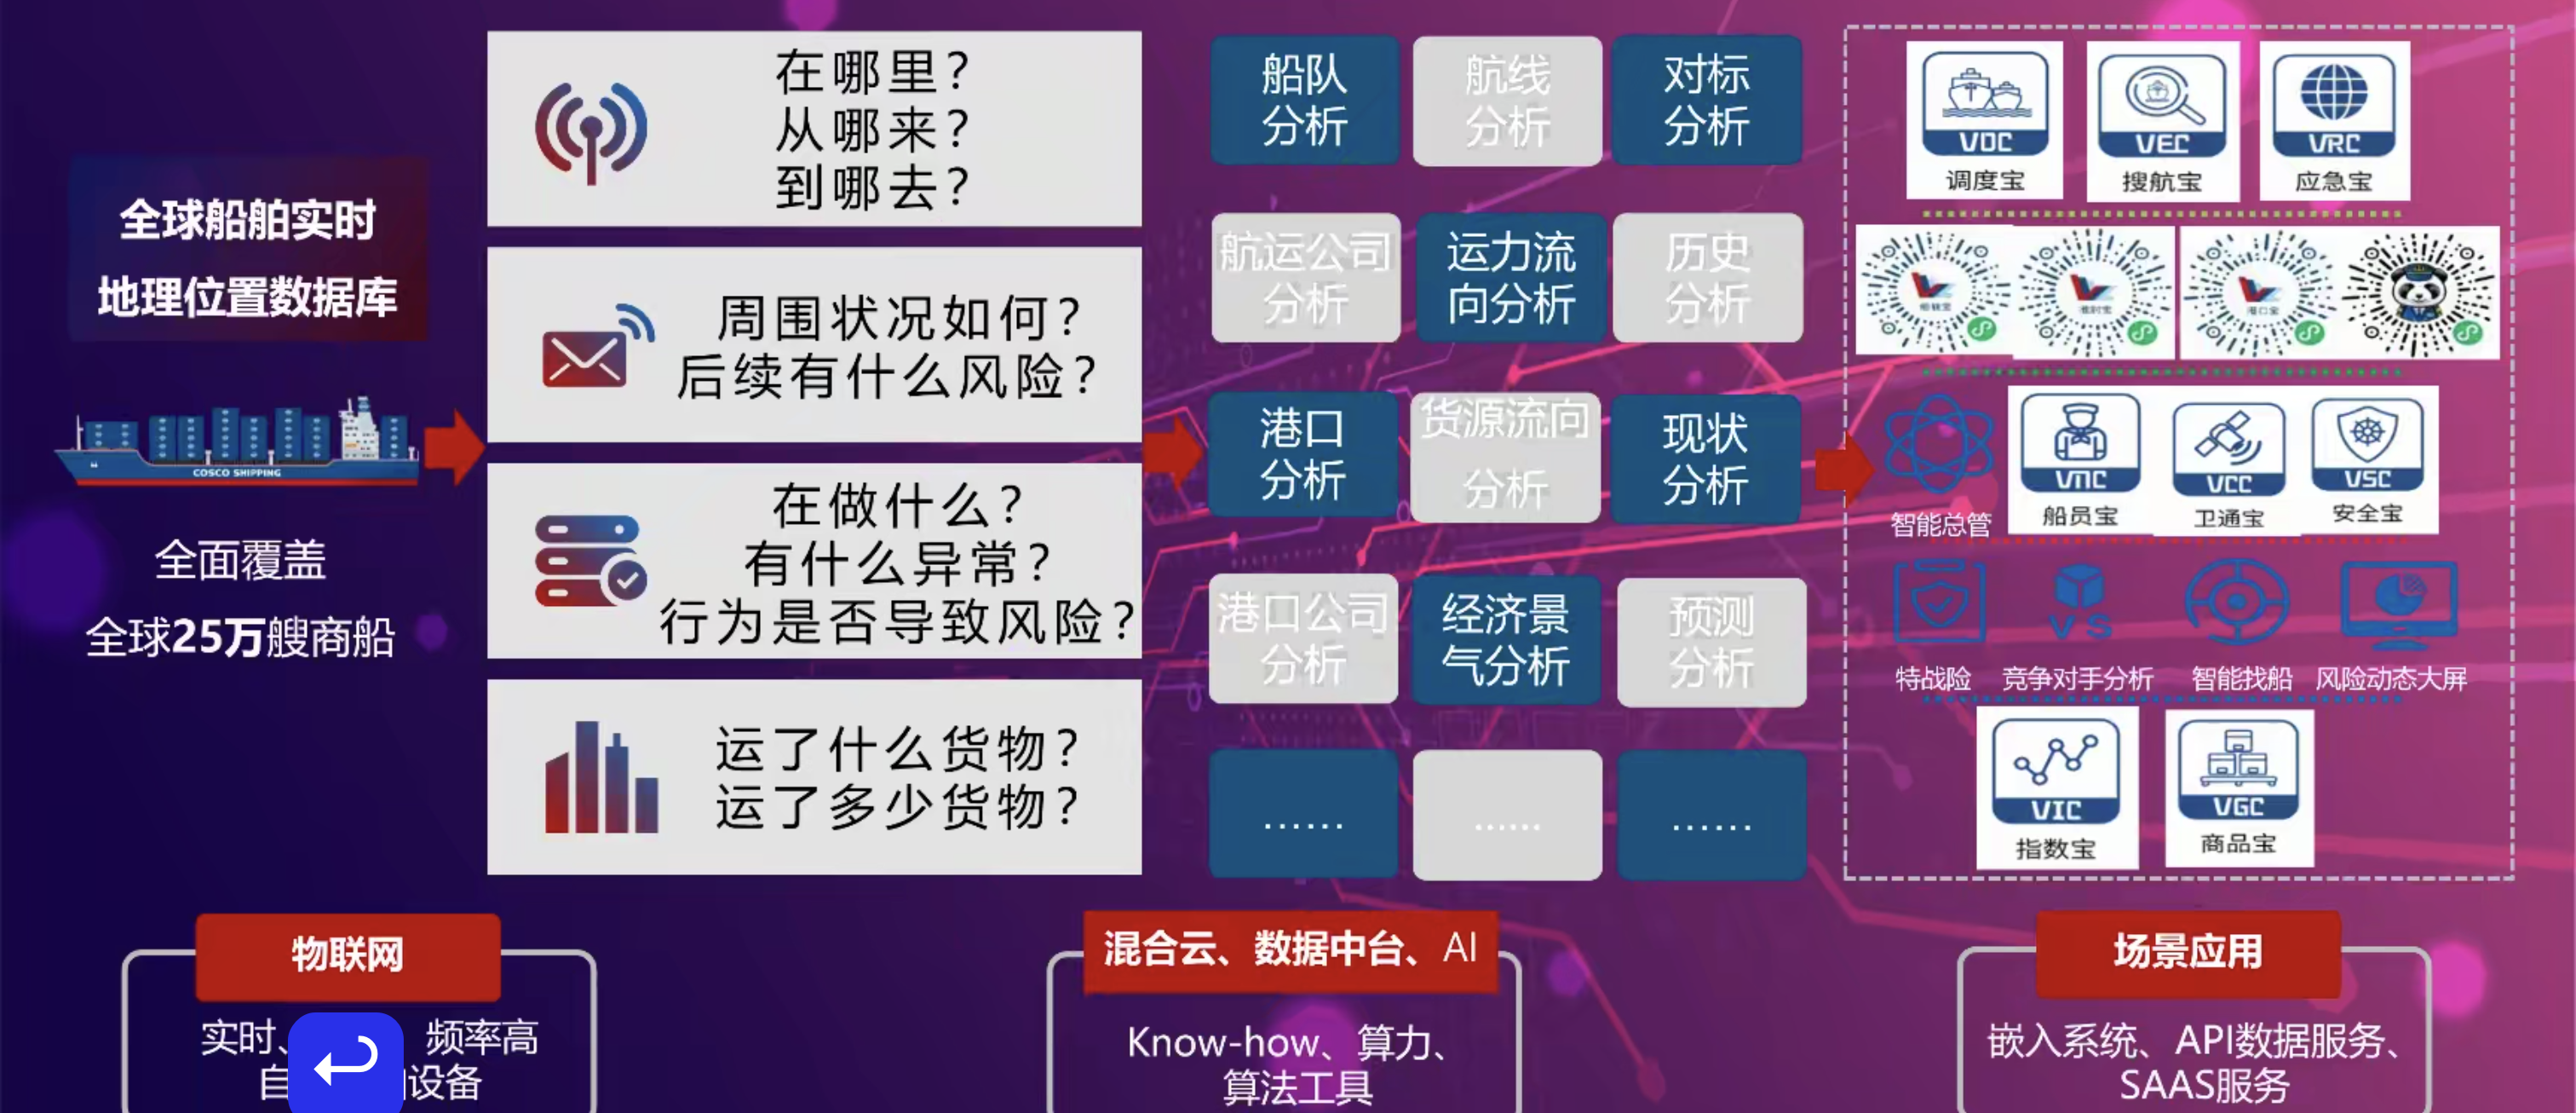 全球船舶实时
地理位置数据库
COSCO SHIPPING
全面覆盖
全球25万艘商船
在哪里？
从哪来？
到哪去？
周围状况如何？
后续有什么风险？
在做什么？
有什么异常？
行为是否导致风险？
运了什么货物？
运了多少货物？
船队
分析
航线
分析
对标
分析
航运公司
分析
运力流
向分析
历史
分析
港口
分析
货源流向
分析
现状
分析
港口公司
分析
经济景
气分析
预测
分析
......
......
......
VDC
调度宝
VEC
搜航宝
VRC
应急宝
港口宝
智能总管
VMC
船员宝
VCC
卫通宝
VSC
安全宝
特战险
VS
竞争对手分析
智能找船
风险动态大屏
VIC
指数宝
VGC
商品宝
物联网
实时、
频率高
自
设备
混合云、数据中台、AI
Know-how、算力、
算法工具
场景应用
嵌入系统、API数据服务、
SAAS服务